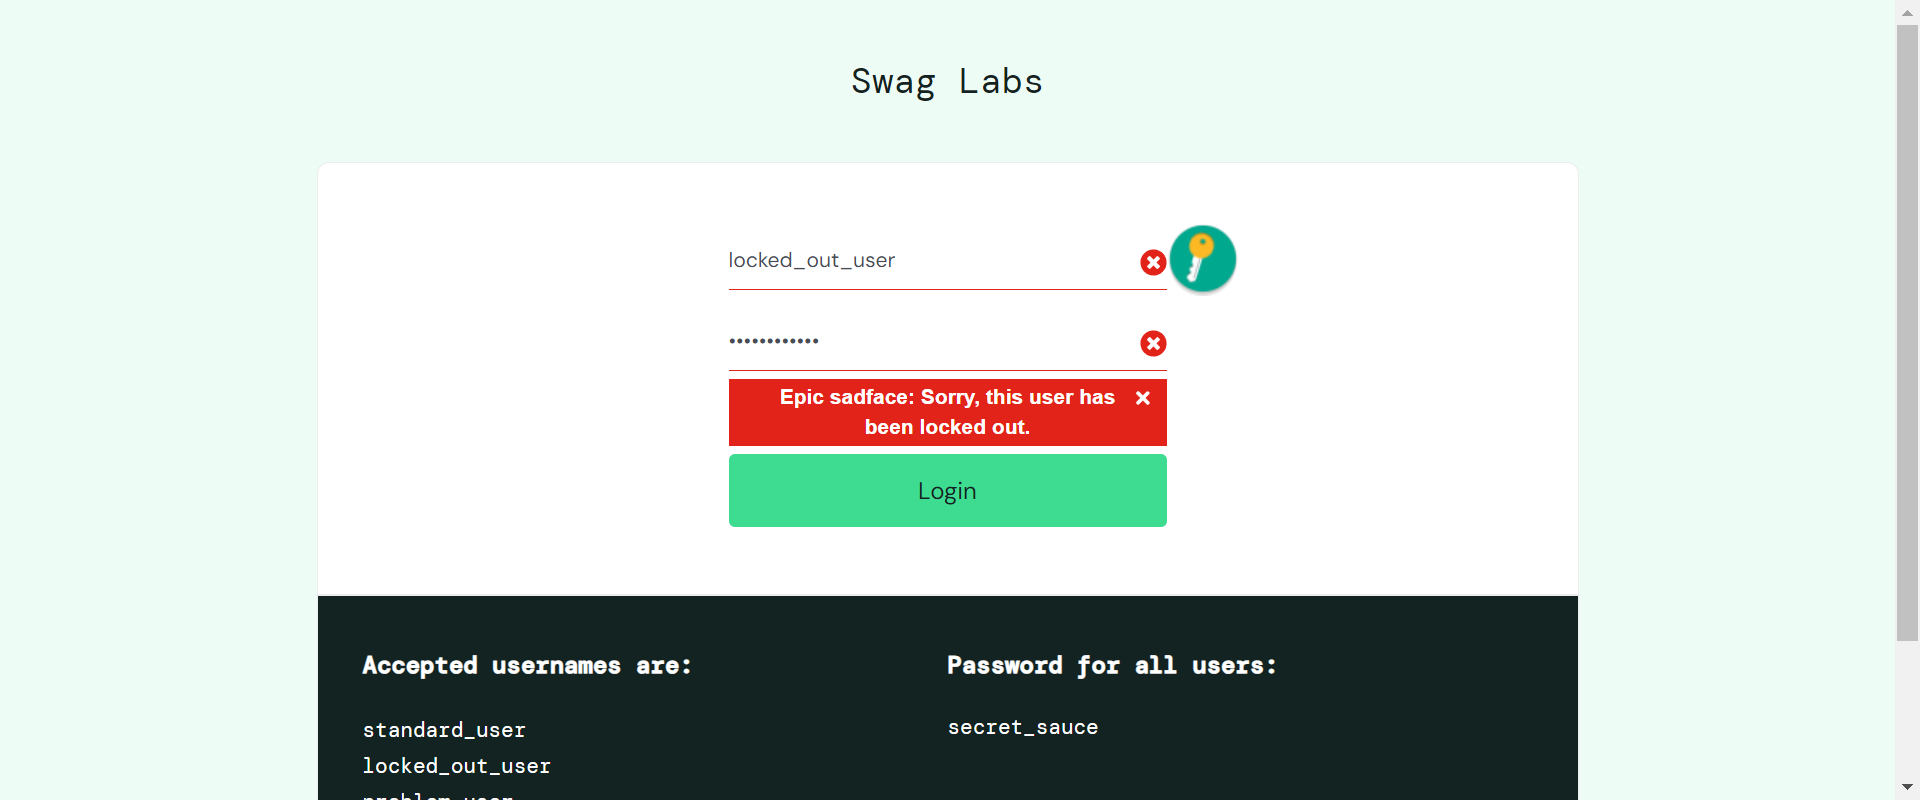 Swag Labs
locked_out_user
••••••••••••
Epic sadface: Sorry, this user has
been locked out.
Login
Accepted usernames are:
Password for all users:
standard_user
secret_sauce
locked_out_user
problem_user